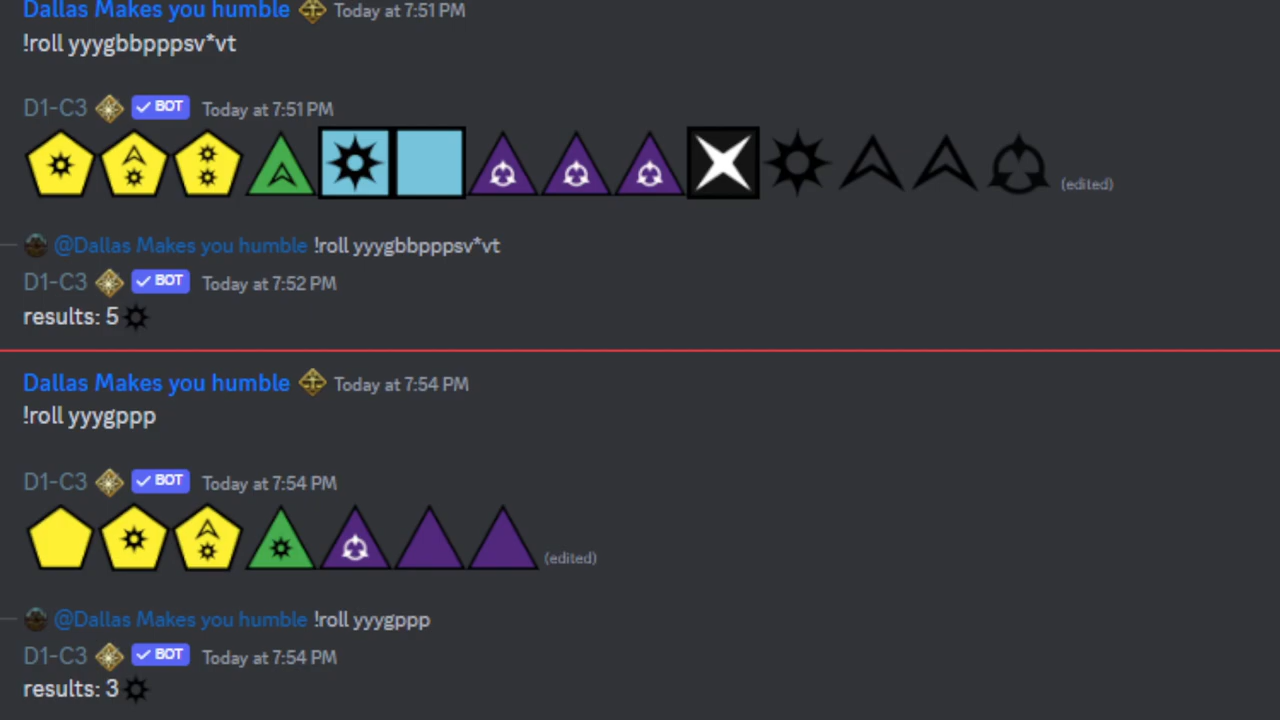 Dallas Makes you humble Today at 7:51 PM
!roll yyygbbpppsv*vt
D1-C3 BOT Today at 7:51 PM
(edited)
@Dallas Makes you humble !roll yyygbbpppsv*vt
D1-C3 BOT Today at 7:52 PM
results: 5
Dallas Makes you humble Today at 7:54 PM
!roll yyygppp
D1-C3 BOT Today at 7:54 PM
(edited)
@Dallas Makes you humble !roll yyygppp
D1-C3 BOT Today at 7:54 PM
results: 3